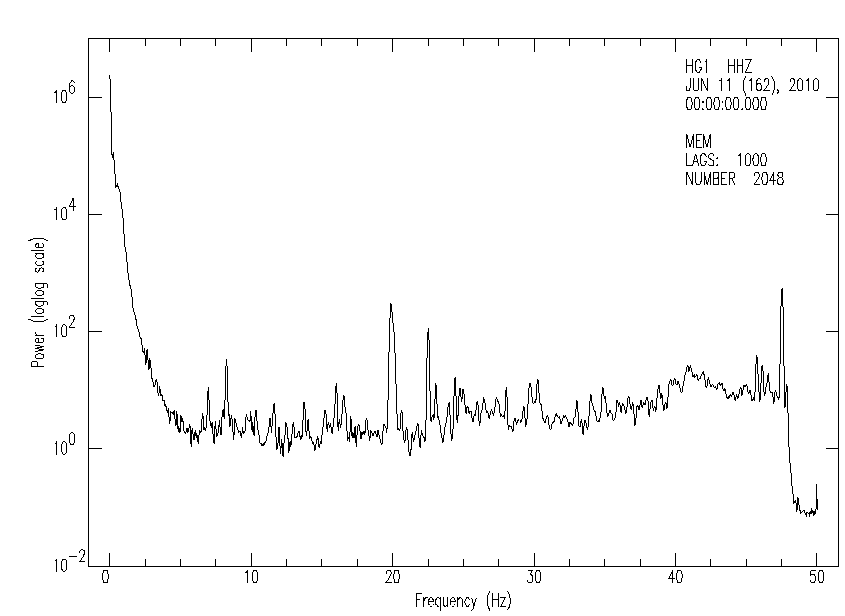 HG1 HHZ
JUN 11 (162), 2010
00:00:00.000
MEM
LAGS: 1000
NUMBER 2048
10^6
10^4
10^2
10^0
10^-2
Power (loglog scale)
0 10 20 30 40 50
Frequency (Hz)